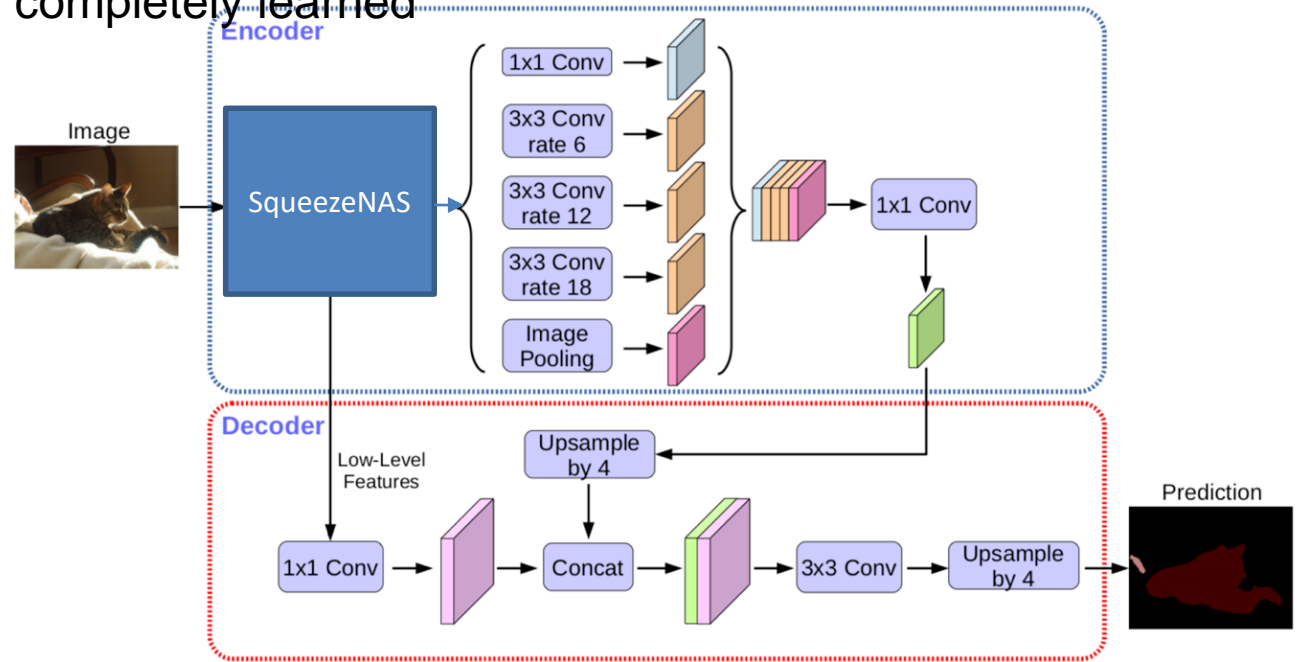 completely learned
Encoder
Image
SqueezeNAS
1x1 Conv
3x3 Conv
rate 6
3x3 Conv
rate 12
3x3 Conv
rate 18
Image
Pooling
1x1 Conv
Decoder
Low-Level
Features
Upsample
by 4
1x1 Conv
Concat
3x3 Conv
Upsample
by 4
Prediction